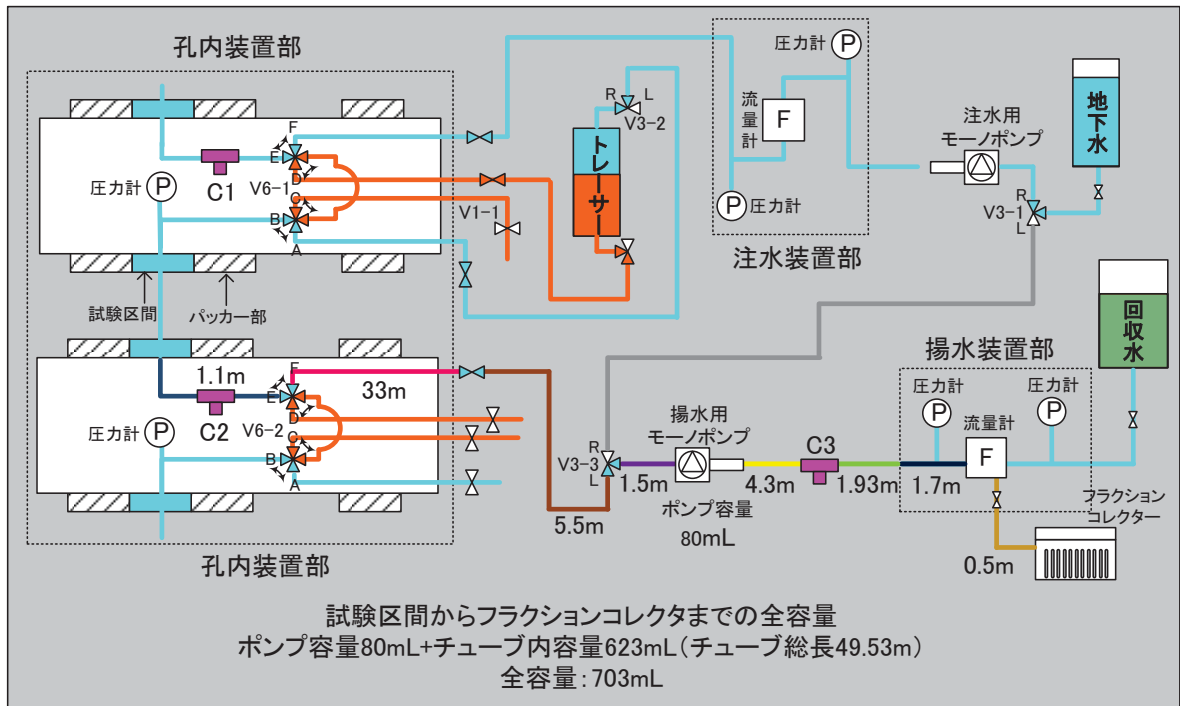 孔内装置部
F
E
D
C
B
A
C1
V6-1
圧力計
P
試験区間
パッカー部
V1-1
R
L
V3-2
トレーサー
圧力計
P
流量計
F
P
圧力計
注水装置部
注水用
モーノポンプ
地下水
R
V3-1
L
1.1m
C2
V6-2
F
E
D
C
B
A
圧力計
P
33m
孔内装置部
5.5m
R
V3-3
L
1.5m
揚水用
モーノポンプ
ポンプ容量
80mL
4.3m
C3
1.93m
揚水装置部
圧力計
P
圧力計
P
流量計
F
1.7m
回収水
0.5m
フラクション
コレクター
試験区間からフラクションコレクタまでの全容量
ポンプ容量80mL+チューブ内容量623mL(チューブ総長49.53m)
全容量:703mL